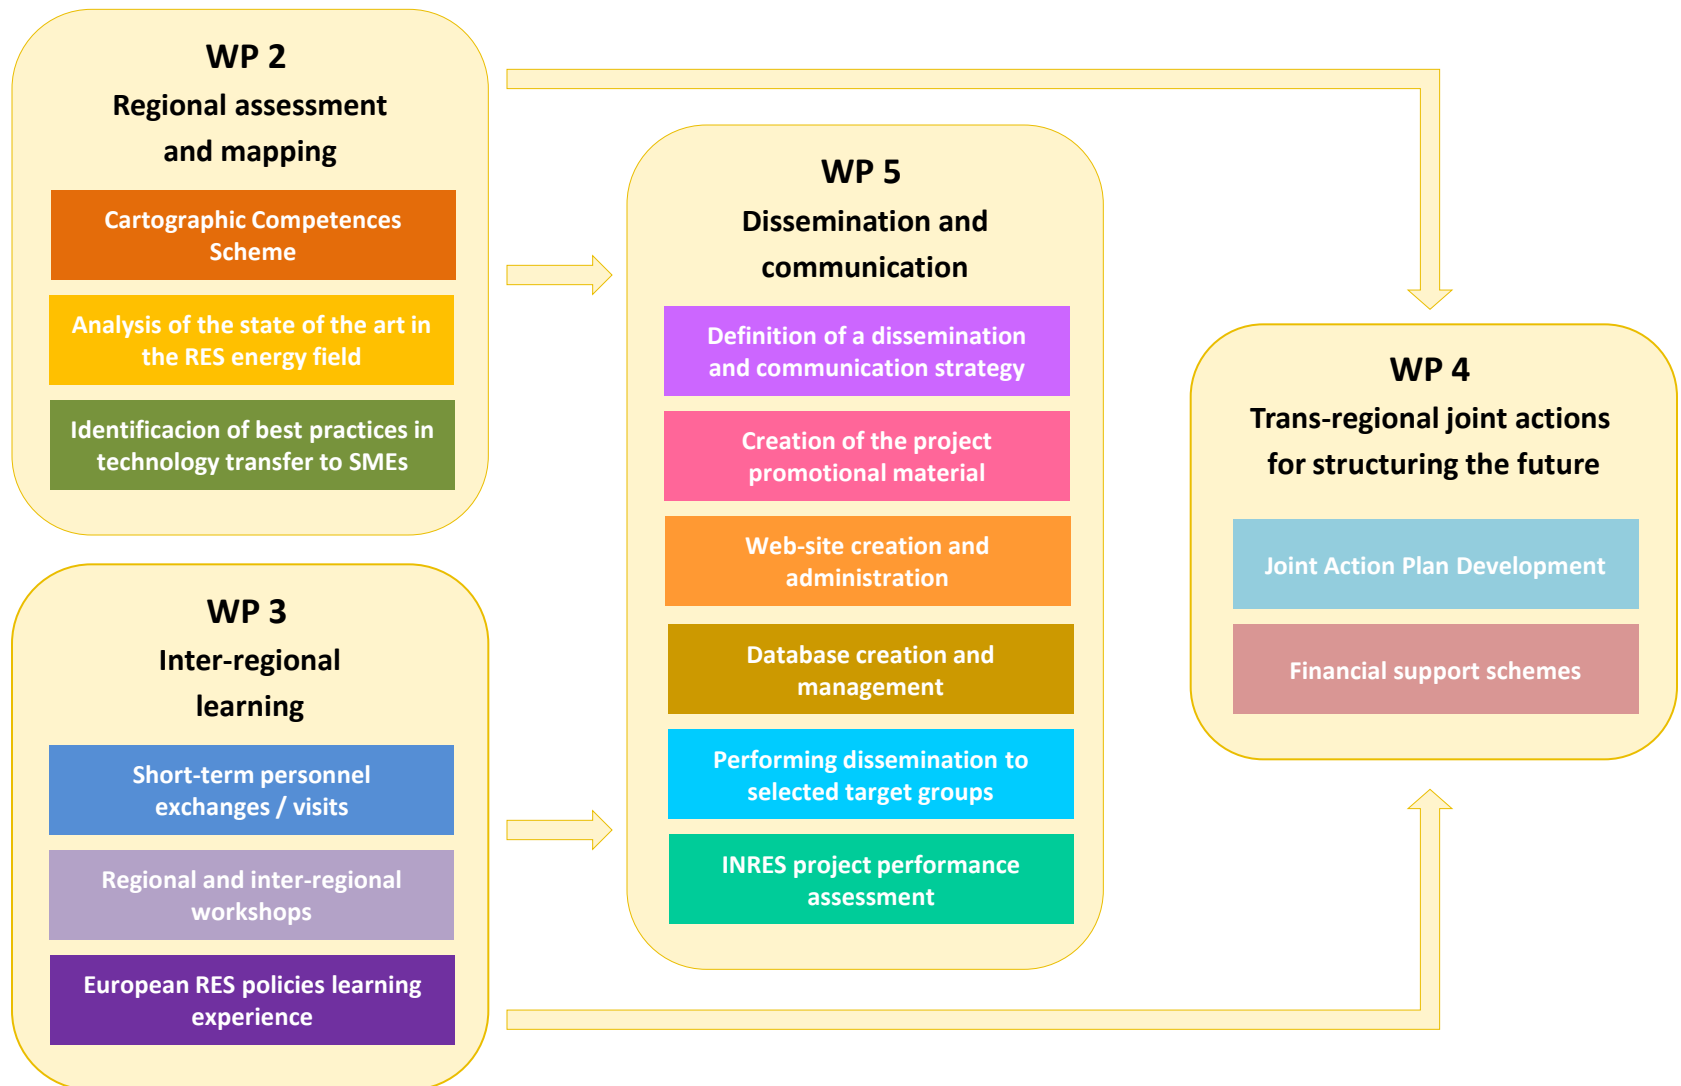 WP 2
Regional assessment
and mapping
Cartographic Competences
Scheme
Analysis of the state of the art in
the RES energy field
Identificacion of best practices in
technology transfer to SMEs
WP 3
Inter-regional
learning
Short-term personnel
exchanges / visits
Regional and inter-regional
workshops
European RES policies learning
experience
WP 5
Dissemination and
communication
Definition of a dissemination
and communication strategy
Creation of the project
promotional material
Web-site creation and
administration
Database creation and
management
Performing dissemination to
selected target groups
INRES project performance
assessment
WP 4
Trans-regional joint actions
for structuring the future
Joint Action Plan Development
Financial support schemes